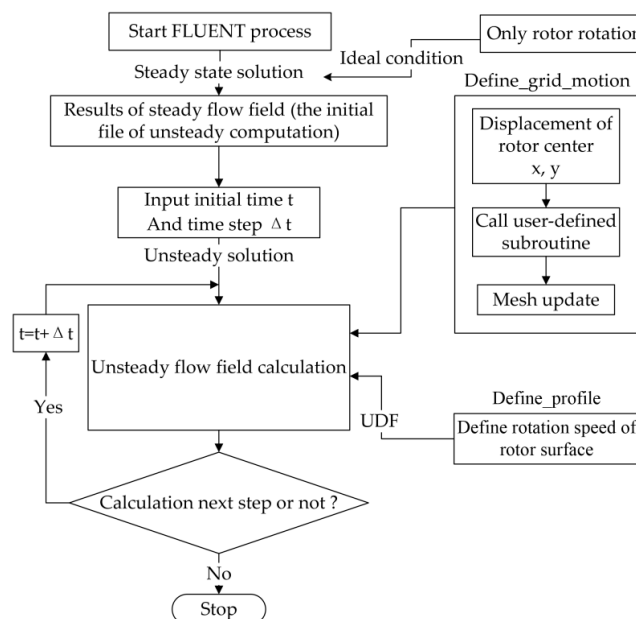 Start FLUENT process
Only rotor rotation
Ideal condition
Steady state solution
Results of steady flow field (the initial
file of unsteady computation)
Input initial time t
And time step Δ t
Unsteady solution
Define_grid_motion
Displacement of
rotor center
x, y
Call user-defined
subroutine
Mesh update
t=t+ Δ t
Unsteady flow field calculation
Yes
UDF
Define_profile
Define rotation speed of
rotor surface
Calculation next step or not ?
No
Stop